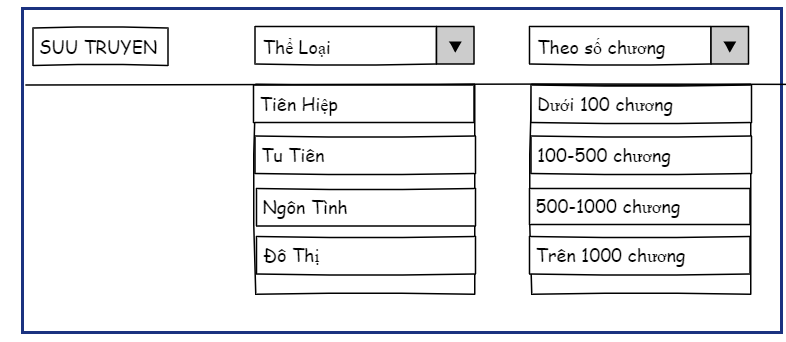 SUU TRUYEN
Thể Loại
Theo số chương
Tiên Hiệp
Dưới 100 chương
Tu Tiên
100-500 chương
Ngôn Tình
500-1000 chương
Đô Thị
Trên 1000 chương